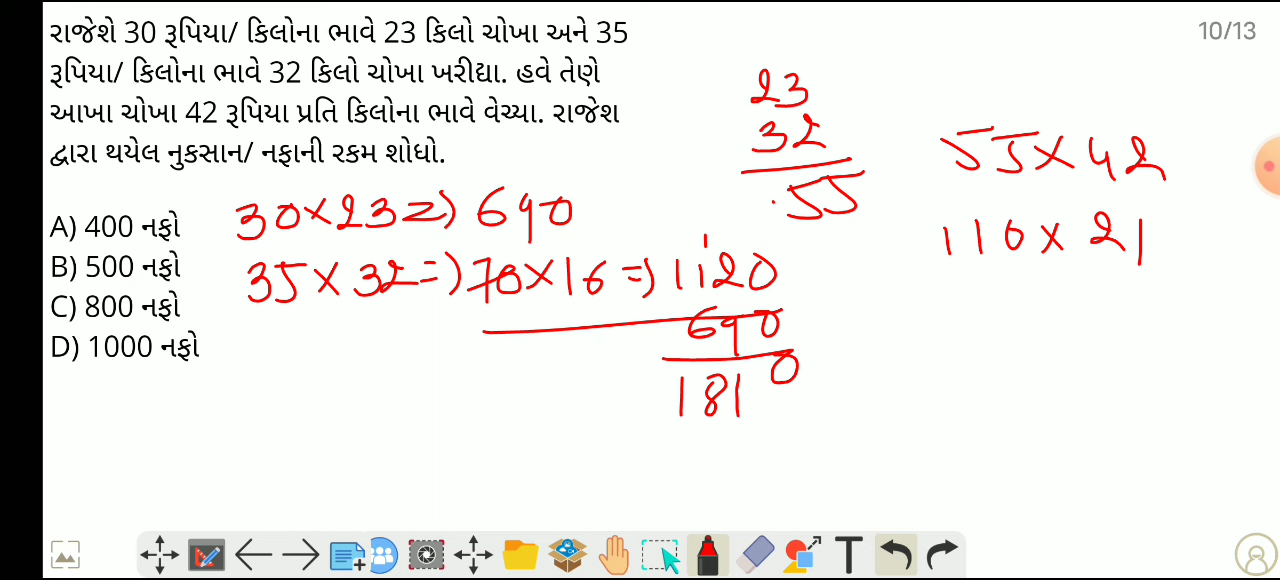 રાજેશે 30 રૂપિયા/ કિલોના ભાવે 23 કિલો ચોખા અને 35
રૂપિયા/ કિલોના ભાવે 32 કિલો ચોખા ખરીદ્યા. હવે તેણે
આખા ચોખા 42 રૂપિયા પ્રતિ કિલોના ભાવે વેચ્યા. રાજેશ
દ્વારા થયેલ નુકસાન/ નફાની રકમ શોધો.
A) 400 નફો
B) 500 નફો
C) 800 નફો
D) 1000 નફો
30×23 => 690
35×32 => 70×16 => 1120
690
1810
23
32
55
55×42
110×21
10/13
T